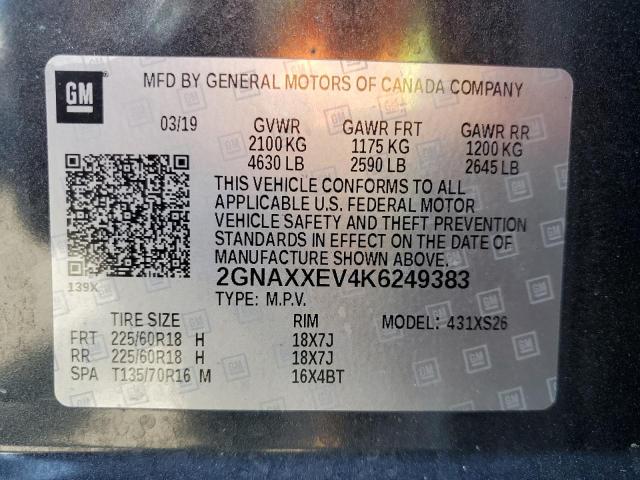 GM
MFD BY GENERAL MOTORS OF CANADA COMPANY
03/19 GVWR GAWR FRT GAWR RR
2100 KG 1175 KG 1200 KG
4630 LB 2590 LB 2645 LB
THIS VEHICLE CONFORMS TO ALL
APPLICABLE U.S. FEDERAL MOTOR
VEHICLE SAFETY AND THEFT PREVENTION
STANDARDS IN EFFECT ON THE DATE OF
MANUFACTURE SHOWN ABOVE.
139X 2GNAXXEV4K6249383
TYPE: M.P.V.
TIRE SIZE RIM MODEL: 431XS26
FRT 225/60R18 H 18X7J
RR 225/60R18 H 18X7J
SPA T135/70R16 M 16X4BT